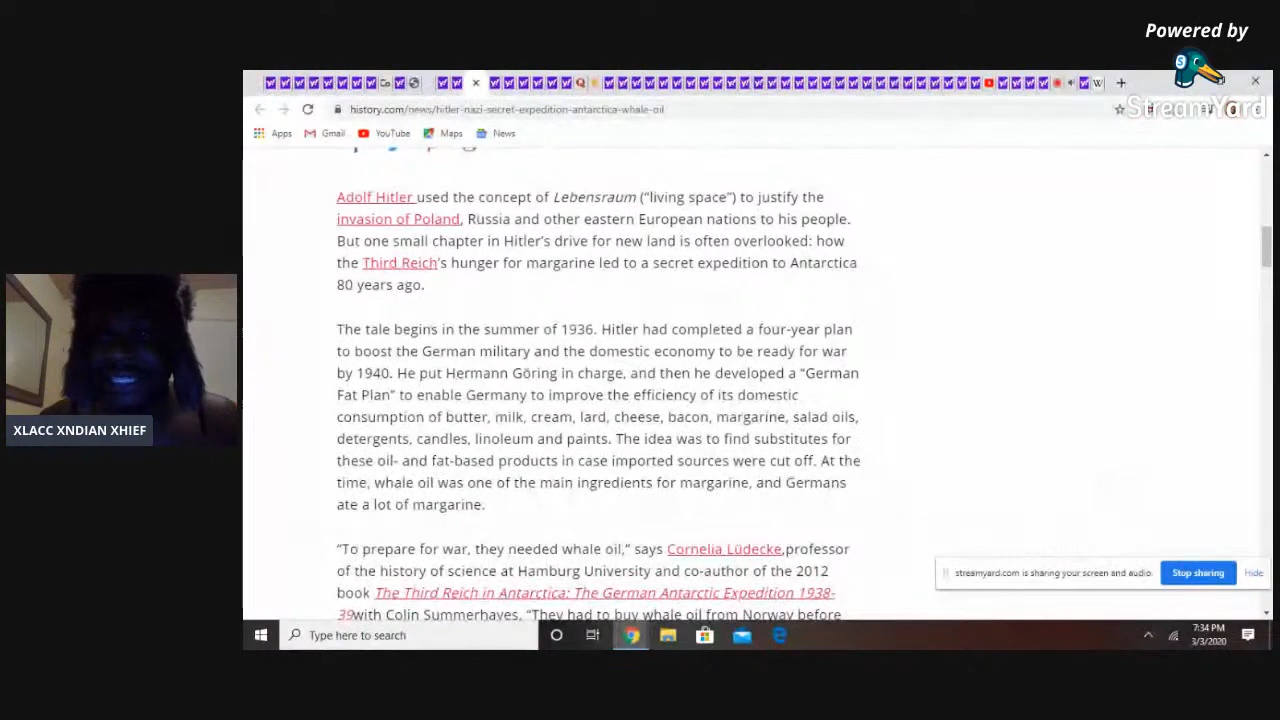 Powered by
StreamYard
history.com/news/hitler-nazi-secret-expedition-antarctica-whale-oil
Apps Gmail YouTube Maps News
Adolf Hitler used the concept of Lebensraum (“living space”) to justify the
invasion of Poland, Russia and other eastern European nations to his people.
But one small chapter in Hitler’s drive for new land is often overlooked: how
the Third Reich’s hunger for margarine led to a secret expedition to Antarctica
80 years ago.
The tale begins in the summer of 1936. Hitler had completed a four-year plan
to boost the German military and the domestic economy to be ready for war
by 1940. He put Hermann Göring in charge, and then he developed a “German
Fat Plan” to enable Germany to improve the efficiency of its domestic
consumption of butter, milk, cream, lard, cheese, bacon, margarine, salad oils,
detergents, candles, linoleum and paints. The idea was to find substitutes for
these oil- and fat-based products in case imported sources were cut off. At the
time, whale oil was one of the main ingredients for margarine, and Germans
ate a lot of margarine.
“To prepare for war, they needed whale oil,” says Cornelia Lüdecke,professor
of the history of science at Hamburg University and co-author of the 2012
book The Third Reich in Antarctica: The German Antarctic Expedition 1938-
39with Colin Summerhayes. “They had to buy whale oil from Norway before
XLACC XNDIAN XHIEF
streamyard.com is sharing your screen and audio.
Stop sharing
Hide
Type here to search
7:34 PM
3/3/2020